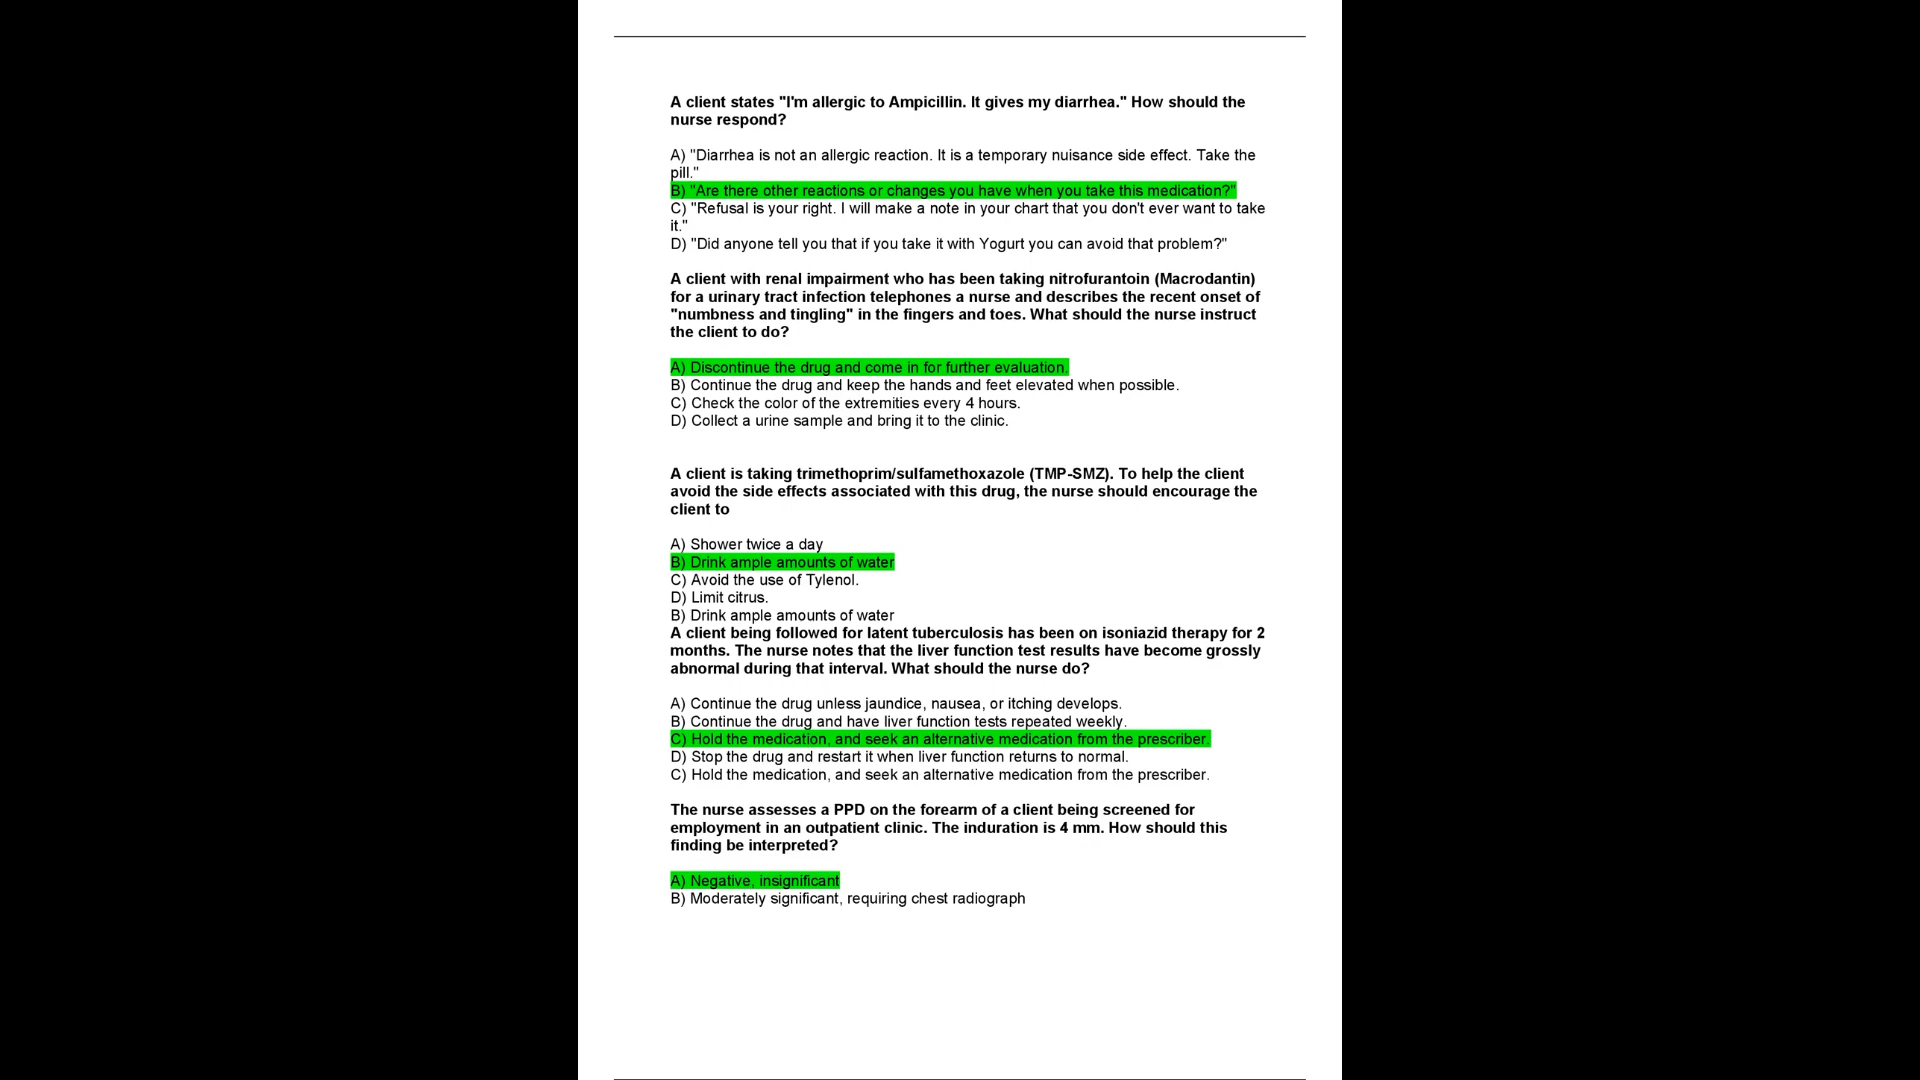 A client states "I'm allergic to Ampicillin. It gives my diarrhea." How should the
nurse respond?
A) "Diarrhea is not an allergic reaction. It is a temporary nuisance side effect. Take the
pill."
B) "Are there other reactions or changes you have when you take this medication?"
C) "Refusal is your right. I will make a note in your chart that you don't ever want to take
it."
D) "Did anyone tell you that if you take it with Yogurt you can avoid that problem?"
A client with renal impairment who has been taking nitrofurantoin (Macrodantin)
for a urinary tract infection telephones a nurse and describes the recent onset of
"numbness and tingling" in the fingers and toes. What should the nurse instruct
the client to do?
A) Discontinue the drug and come in for further evaluation.
B) Continue the drug and keep the hands and feet elevated when possible.
C) Check the color of the extremities every 4 hours.
D) Collect a urine sample and bring it to the clinic.
A client is taking trimethoprim/sulfamethoxazole (TMP-SMZ). To help the client
avoid the side effects associated with this drug, the nurse should encourage the
client to
A) Shower twice a day
B) Drink ample amounts of water
C) Avoid the use of Tylenol.
D) Limit citrus.
B) Drink ample amounts of water
A client being followed for latent tuberculosis has been on isoniazid therapy for 2
months. The nurse notes that the liver function test results have become grossly
abnormal during that interval. What should the nurse do?
A) Continue the drug unless jaundice, nausea, or itching develops.
B) Continue the drug and have liver function tests repeated weekly.
C) Hold the medication, and seek an alternative medication from the prescriber.
D) Stop the drug and restart it when liver function returns to normal.
C) Hold the medication, and seek an alternative medication from the prescriber.
The nurse assesses a PPD on the forearm of a client being screened for
employment in an outpatient clinic. The induration is 4 mm. How should this
finding be interpreted?
A) Negative, insignificant
B) Moderately significant, requiring chest radiograph